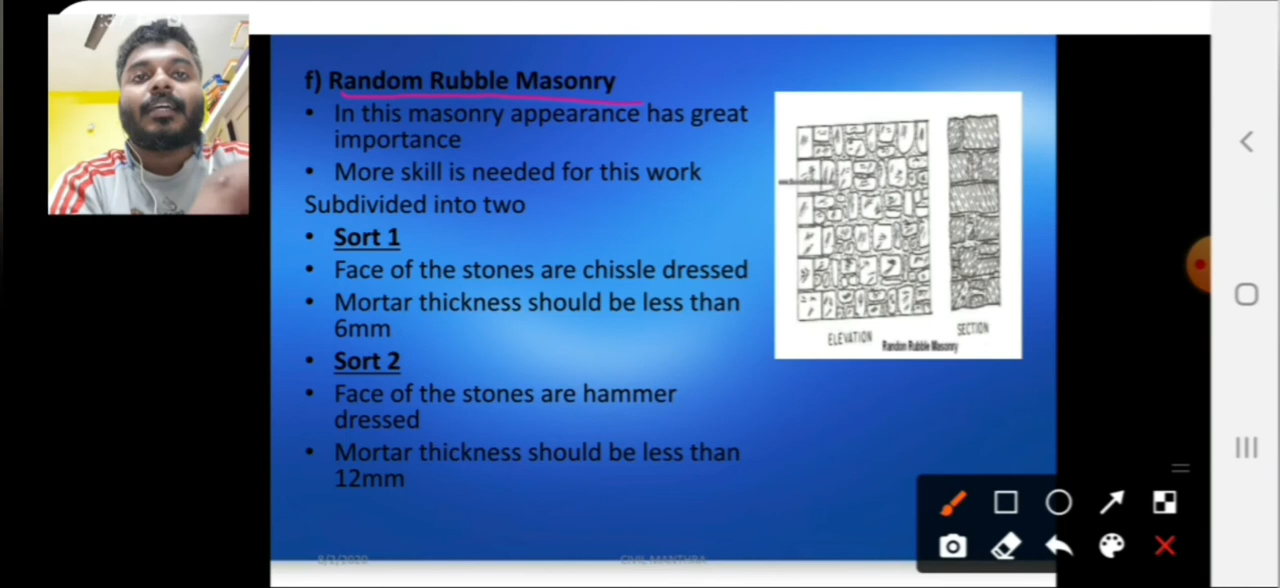 f) Random Rubble Masonry
• In this masonry appearance has great
importance
• More skill is needed for this work
Subdivided into two
• Sort 1
• Face of the stones are chissle dressed
• Mortar thickness should be less than
6mm
• Sort 2
• Face of the stones are hammer
dressed
• Mortar thickness should be less than
12mm
ELEVATION
SECTION
Random Rubble Masonry
8/2/2020
CIVIL MANTHRA